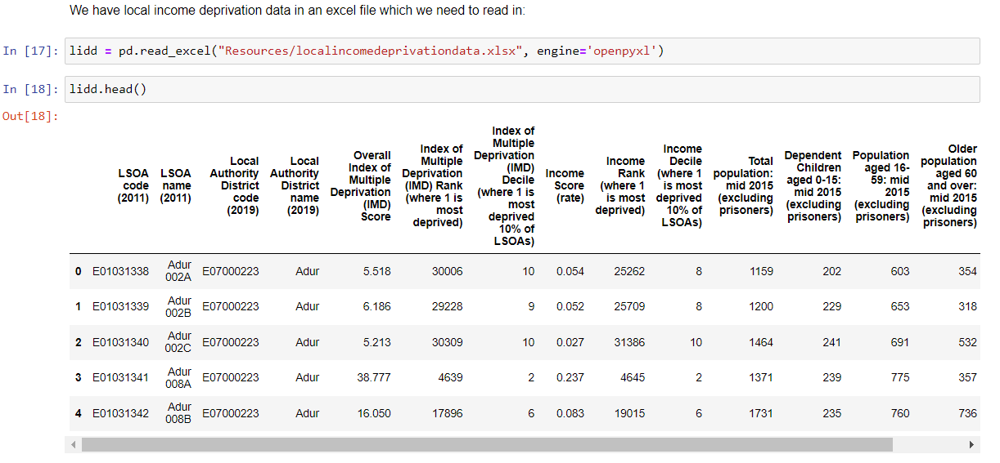 We have local income deprivation data in an excel file which we need to read in:
In [17]: lidd = pd.read_excel("Resources/localincomedeprivationdata.xlsx", engine='openpyxl')
In [18]: lidd.head()
Out[18]:
LSOA code (2011) LSOA name (2011) Local Authority District code (2019) Local Authority District name (2019) Overall Index of Multiple Deprivation (IMD) Score Index of Multiple Deprivation (IMD) Rank (where 1 is most deprived) Index of Multiple Deprivation (IMD) Decile (where 1 is most deprived 10% of LSOAs) Income Score (rate) Income Rank (where 1 is most deprived) Income Decile (where 1 is most deprived 10% of LSOAs) Total population: mid 2015 (excluding prisoners) Dependent Children aged 0-15: mid 2015 (excluding prisoners) Population aged 16-59: mid 2015 (excluding prisoners) Older population aged 60 and over: mid 2015 (excluding prisoners)
0 E01031338 Adur 002A E07000223 Adur 5.518 30006 10 0.054 25262 8 1159 202 603 354
1 E01031339 Adur 002B E07000223 Adur 6.186 29228 9 0.052 25709 8 1200 229 653 318
2 E01031340 Adur 002C E07000223 Adur 5.213 30309 10 0.027 31386 10 1464 241 691 532
3 E01031341 Adur 008A E07000223 Adur 38.777 4639 2 0.237 4645 2 1371 239 775 357
4 E01031342 Adur 008B E07000223 Adur 16.050 17896 6 0.083 19015 6 1731 235 760 736